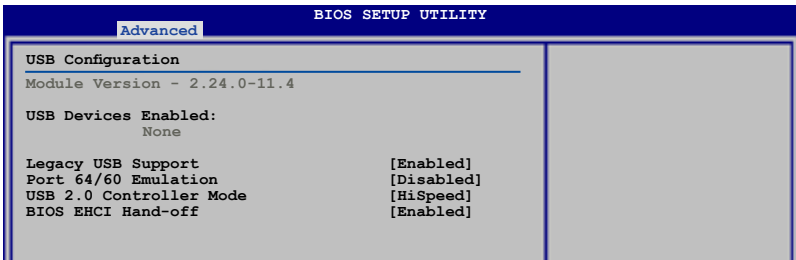 BIOS SETUP UTILITY
Advanced
USB Configuration
Module Version - 2.24.0-11.4
USB Devices Enabled:
None
Legacy USB Support [Enabled]
Port 64/60 Emulation [Disabled]
USB 2.0 Controller Mode [HiSpeed]
BIOS EHCI Hand-off [Enabled]